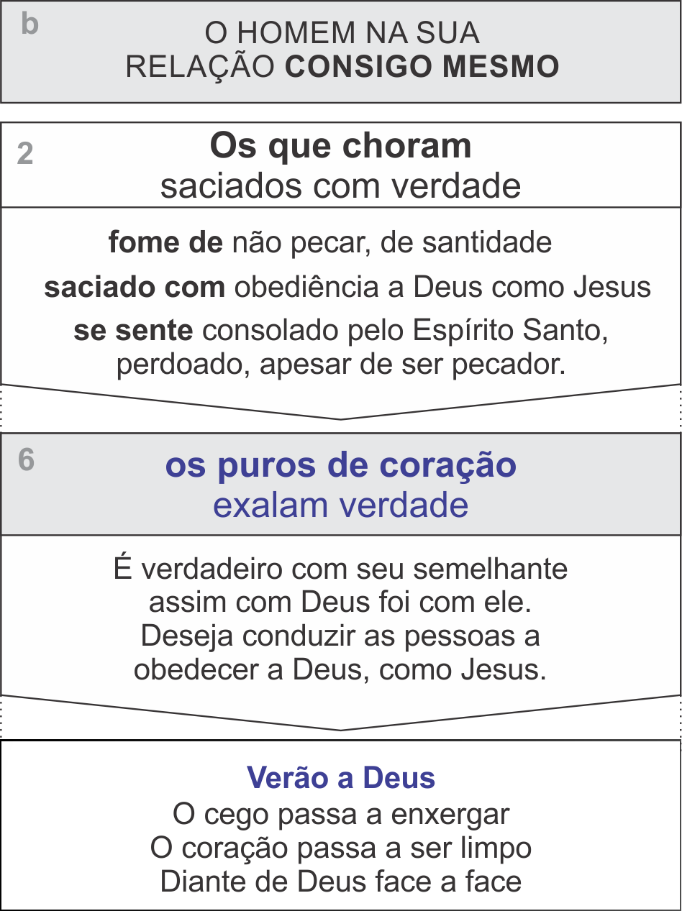 b
O HOMEM NA SUA
RELAÇÃO CONSIGO MESMO
2
Os que choram
saciados com verdade
fome de não pecar, de santidade
saciado com obediência a Deus como Jesus
se sente consolado pelo Espírito Santo,
perdoado, apesar de ser pecador.
6
os puros de coração
exalam verdade
É verdadeiro com seu semelhante
assim com Deus foi com ele.
Deseja conduzir as pessoas a
obedecer a Deus, como Jesus.
Verão a Deus
O cego passa a enxergar
O coração passa a ser limpo
Diante de Deus face a face